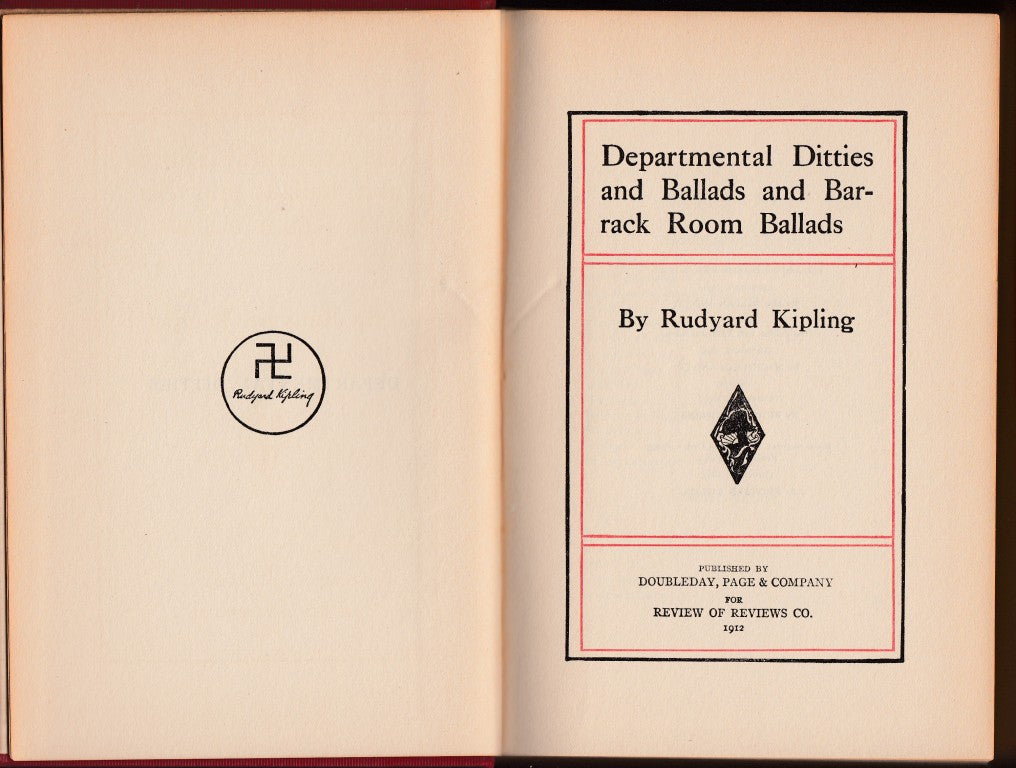 Rudyard Kipling
Departmental Ditties
and Ballads and Bar-
rack Room Ballads
By Rudyard Kipling
PUBLISHED BY
DOUBLEDAY, PAGE & COMPANY
FOR
REVIEW OF REVIEWS CO.
1912